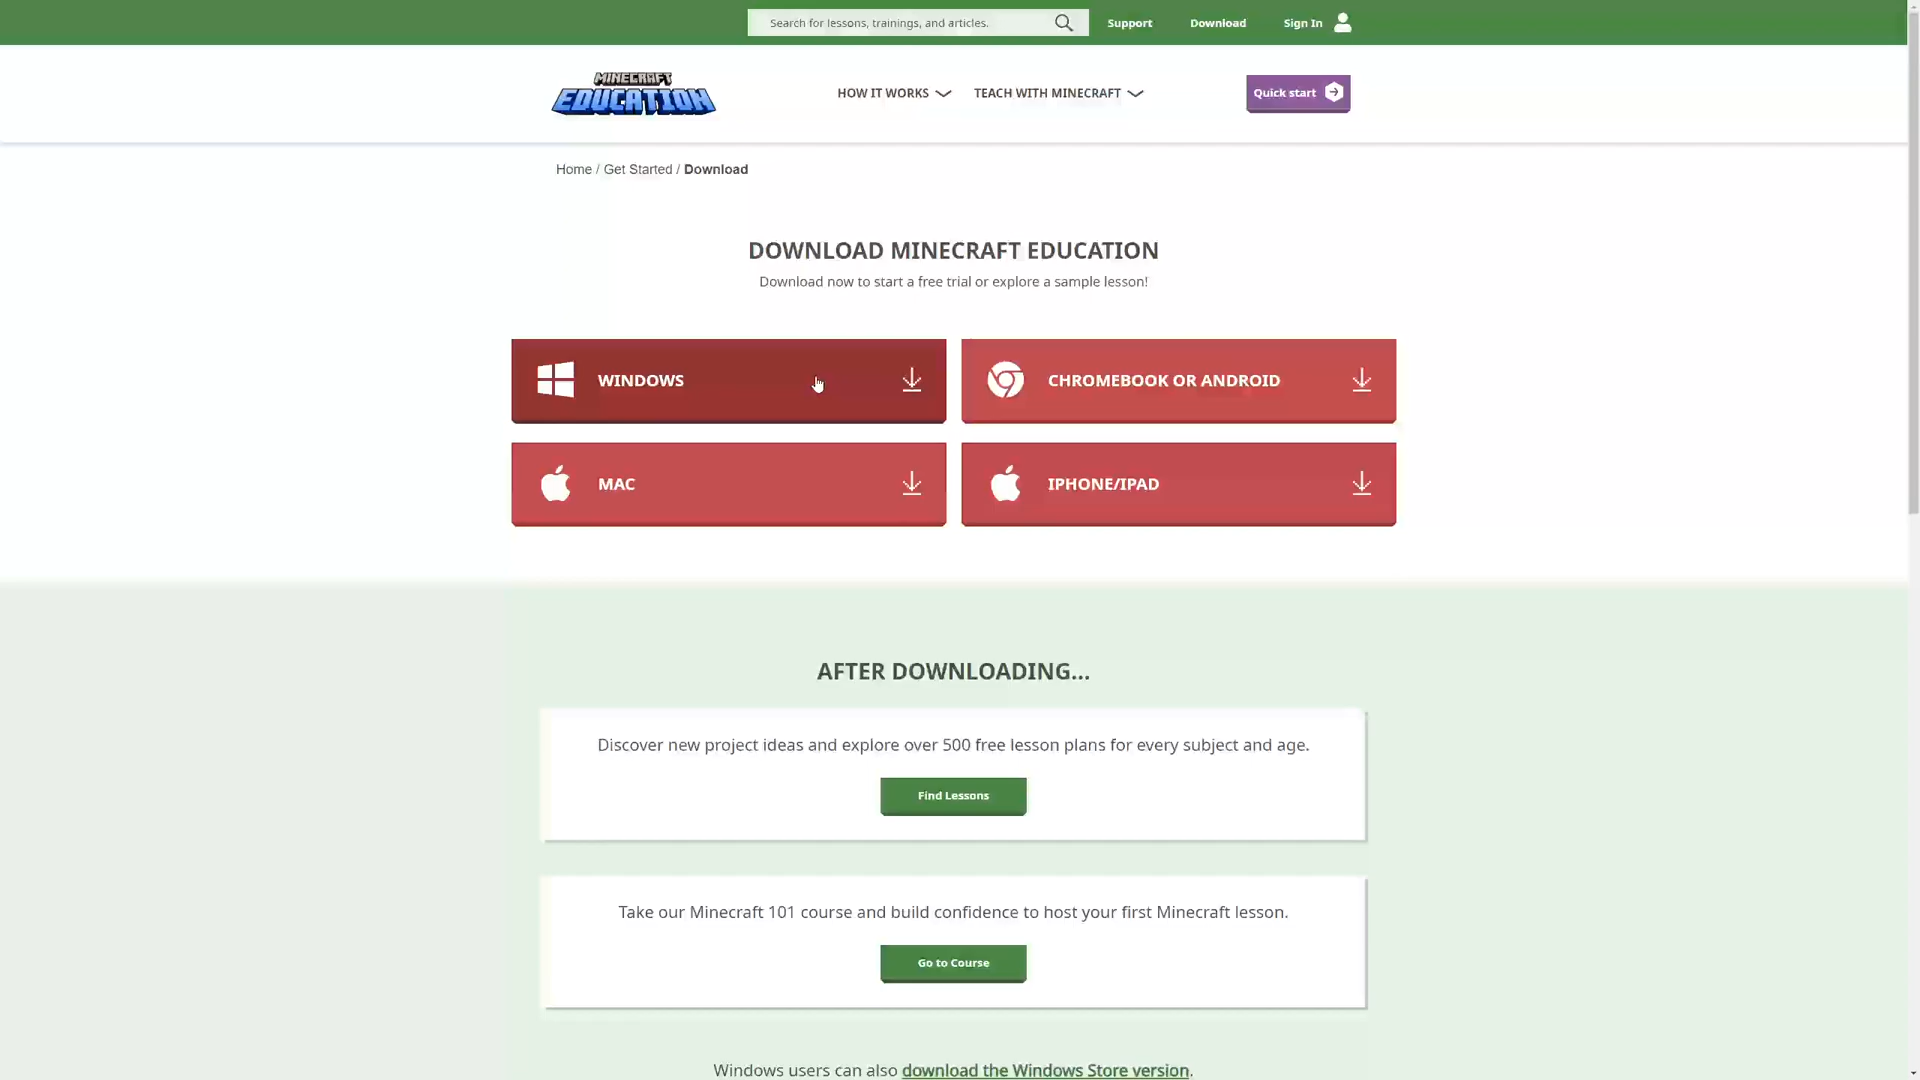 Search for lessons, trainings, and articles.
Support
Download
Sign In
MINECRAFT
EDUCATION
HOW IT WORKS
TEACH WITH MINECRAFT
Quick start
Home / Get Started / Download
DOWNLOAD MINECRAFT EDUCATION
Download now to start a free trial or explore a sample lesson!
WINDOWS
CHROMEBOOK OR ANDROID
MAC
IPHONE/IPAD
AFTER DOWNLOADING...
Discover new project ideas and explore over 500 free lesson plans for every subject and age.
Find Lessons
Take our Minecraft 101 course and build confidence to host your first Minecraft lesson.
Go to Course
Windows users can also download the Windows Store version.